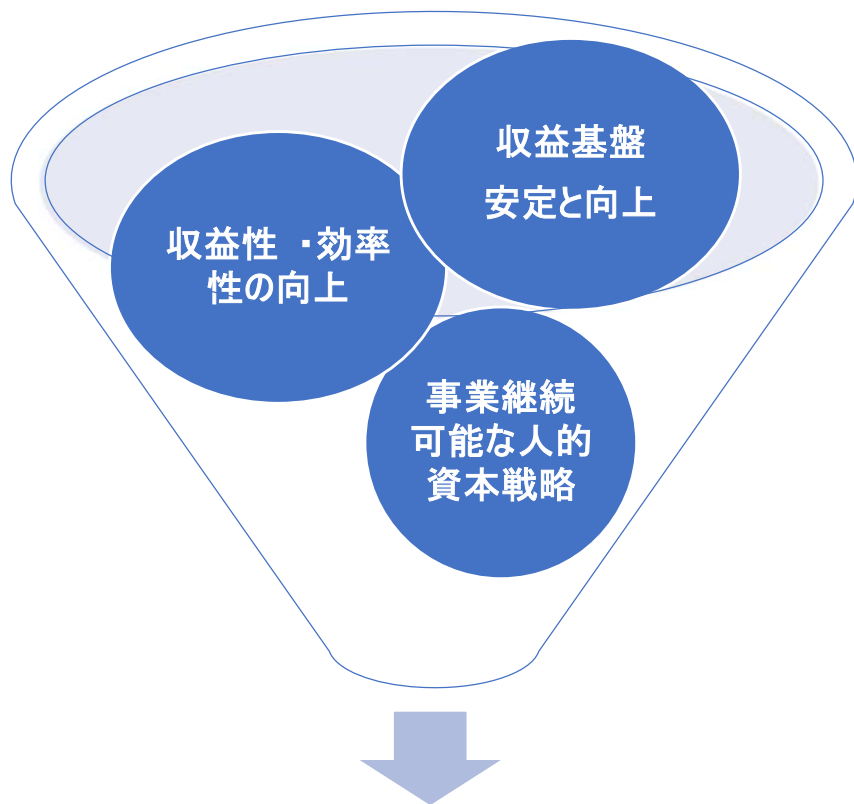 収益基盤
安定と向上
収益性 ・効率
性の向上
事業継続
可能な人的
資本戦略